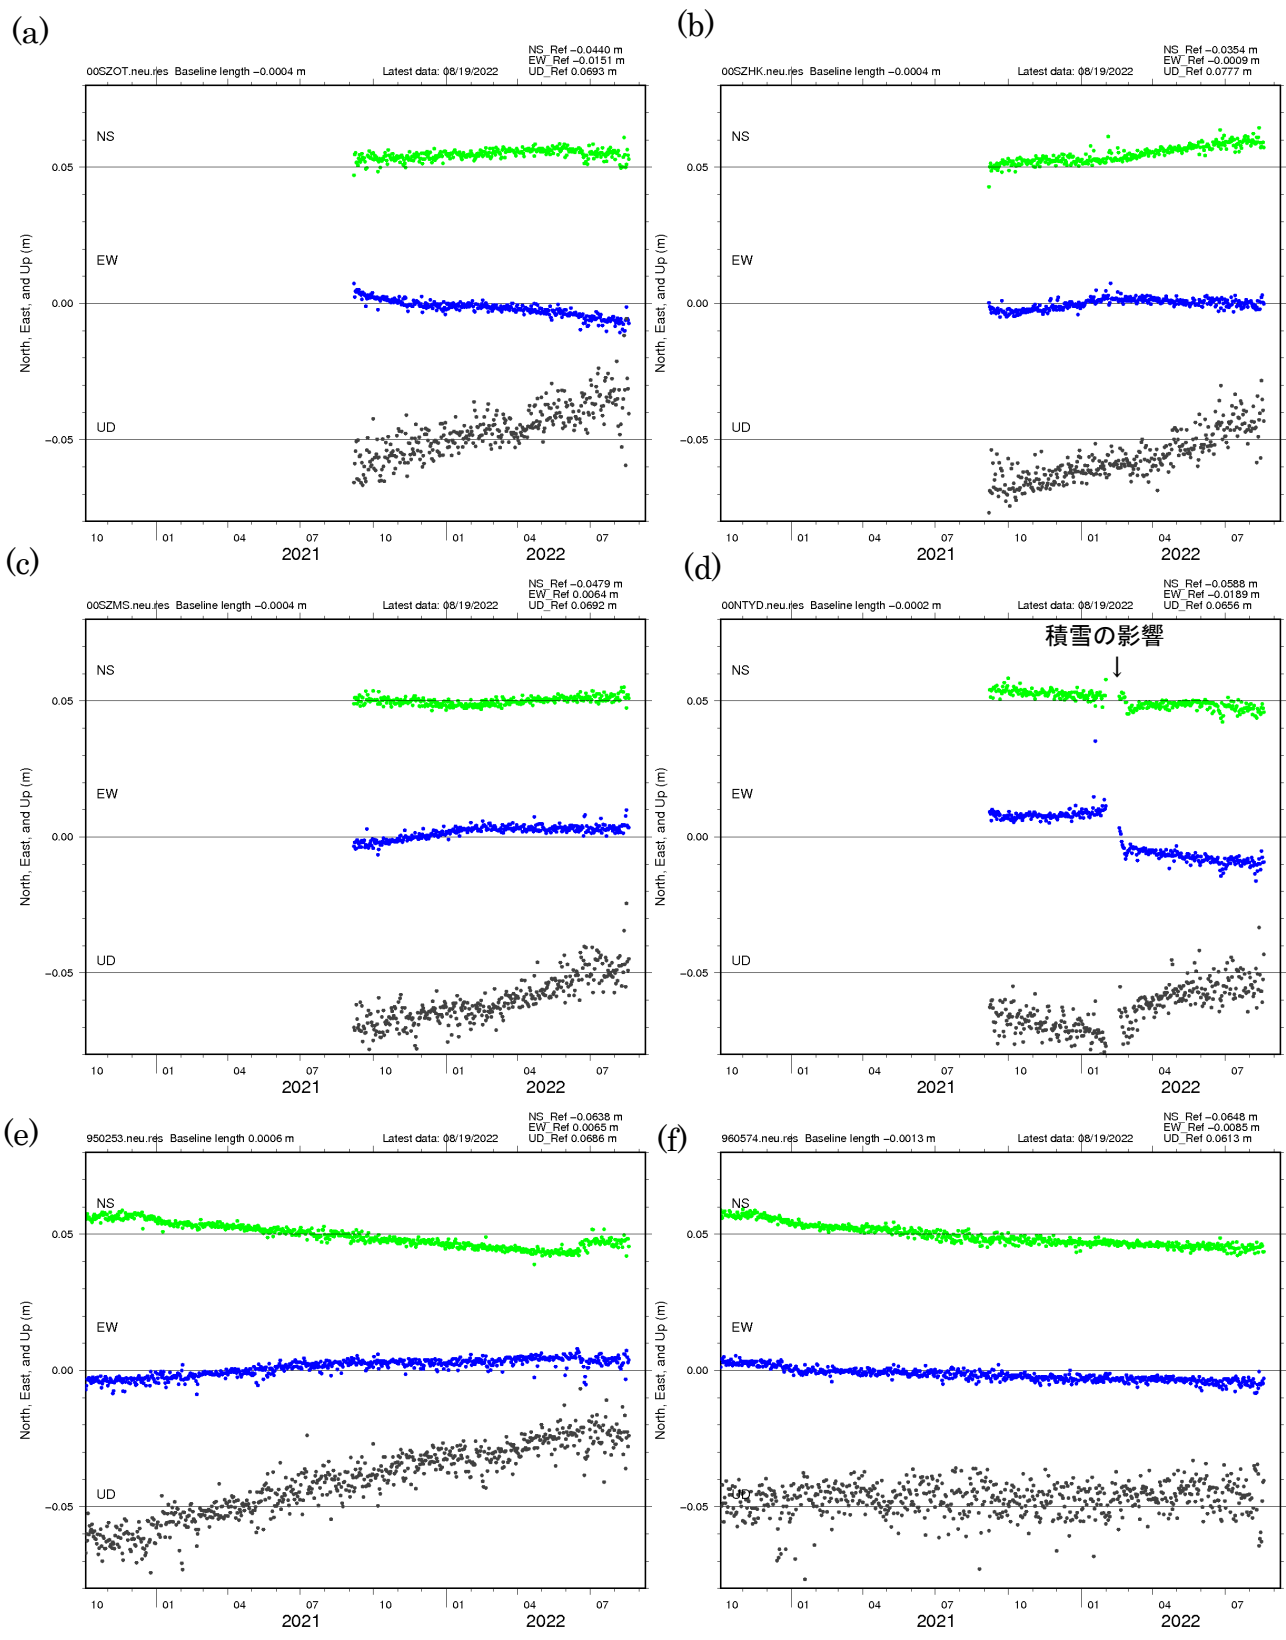 (a)
NS_Ref −0.0440 m
EW_Ref −0.0151 m
00SZOT.neu.res Baseline length −0.0004 m Latest data: 08/19/2022 UD_Ref 0.0693 m
NS
0.05
EW
0.00
UD
−0.05
North, East, and Up (m)
10 01 04 07 10 01 04 07
2021 2022
(b)
NS_Ref −0.0354 m
EW_Ref −0.0009 m
00SZHK.neu.res Baseline length −0.0004 m Latest data: 08/19/2022 UD_Ref 0.0777 m
NS
0.05
EW
0.00
UD
−0.05
North, East, and Up (m)
10 01 04 07 10 01 04 07
2021 2022
(c)
NS_Ref −0.0479 m
EW_Ref 0.0064 m
00SZMS.neu.res Baseline length −0.0004 m Latest data: 08/19/2022 UD_Ref 0.0692 m
NS
0.05
EW
0.00
UD
−0.05
North, East, and Up (m)
10 01 04 07 10 01 04 07
2021 2022
(d)
NS_Ref −0.0588 m
EW_Ref −0.0189 m
00NTYD.neu.res Baseline length −0.0002 m Latest data: 08/19/2022 UD_Ref 0.0656 m
積雪の影響
↓
NS
0.05
EW
0.00
UD
−0.05
North, East, and Up (m)
10 01 04 07 10 01 04 07
2021 2022
(e)
NS_Ref −0.0638 m
EW_Ref 0.0065 m
950253.neu.res Baseline length 0.0006 m Latest data: 08/19/2022 UD_Ref 0.0686 m
NS
0.05
EW
0.00
UD
−0.05
North, East, and Up (m)
10 01 04 07 10 01 04 07
2021 2022
(f)
NS_Ref −0.0648 m
EW_Ref −0.0085 m
960574.neu.res Baseline length −0.0013 m Latest data: 08/19/2022 UD_Ref 0.0613 m
NS
0.05
EW
0.00
UD
−0.05
North, East, and Up (m)
10 01 04 07 10 01 04 07
2021 2022